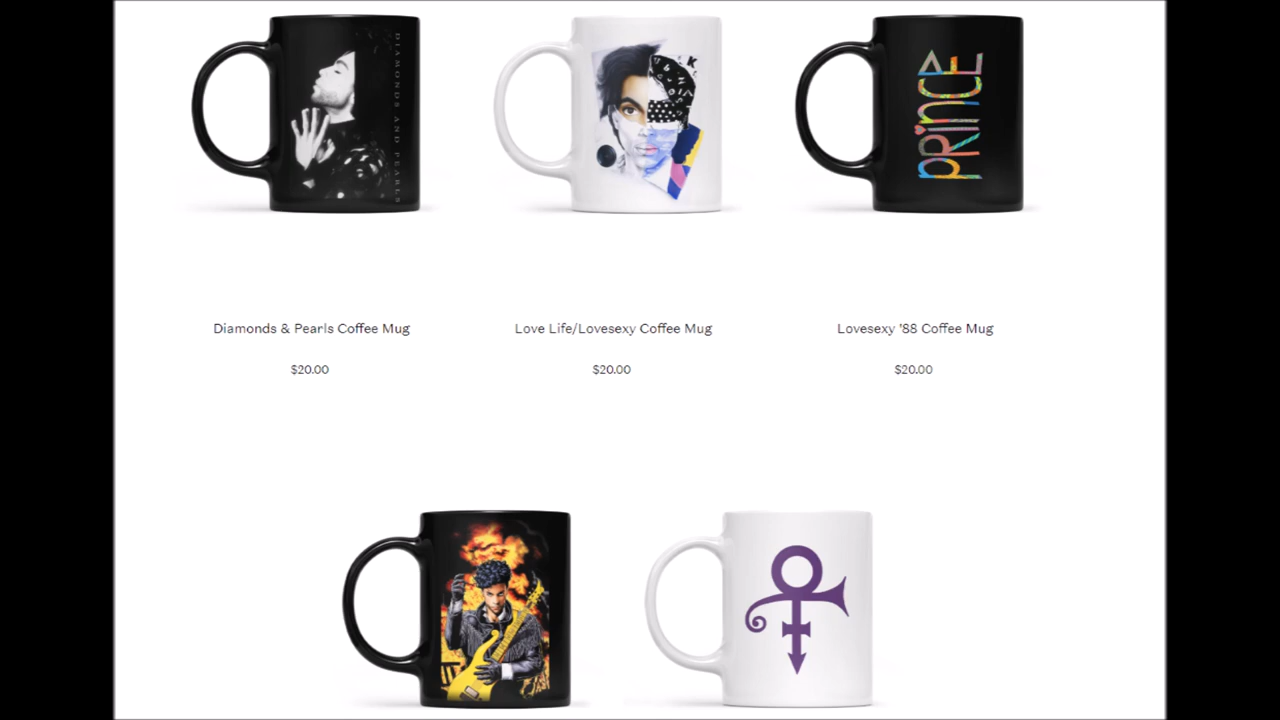 DIAMONDS AND PEARLS
PRINCE
Diamonds & Pearls Coffee Mug
Love Life/Lovesexy Coffee Mug
Lovesexy '88 Coffee Mug
$20.00
$20.00
$20.00